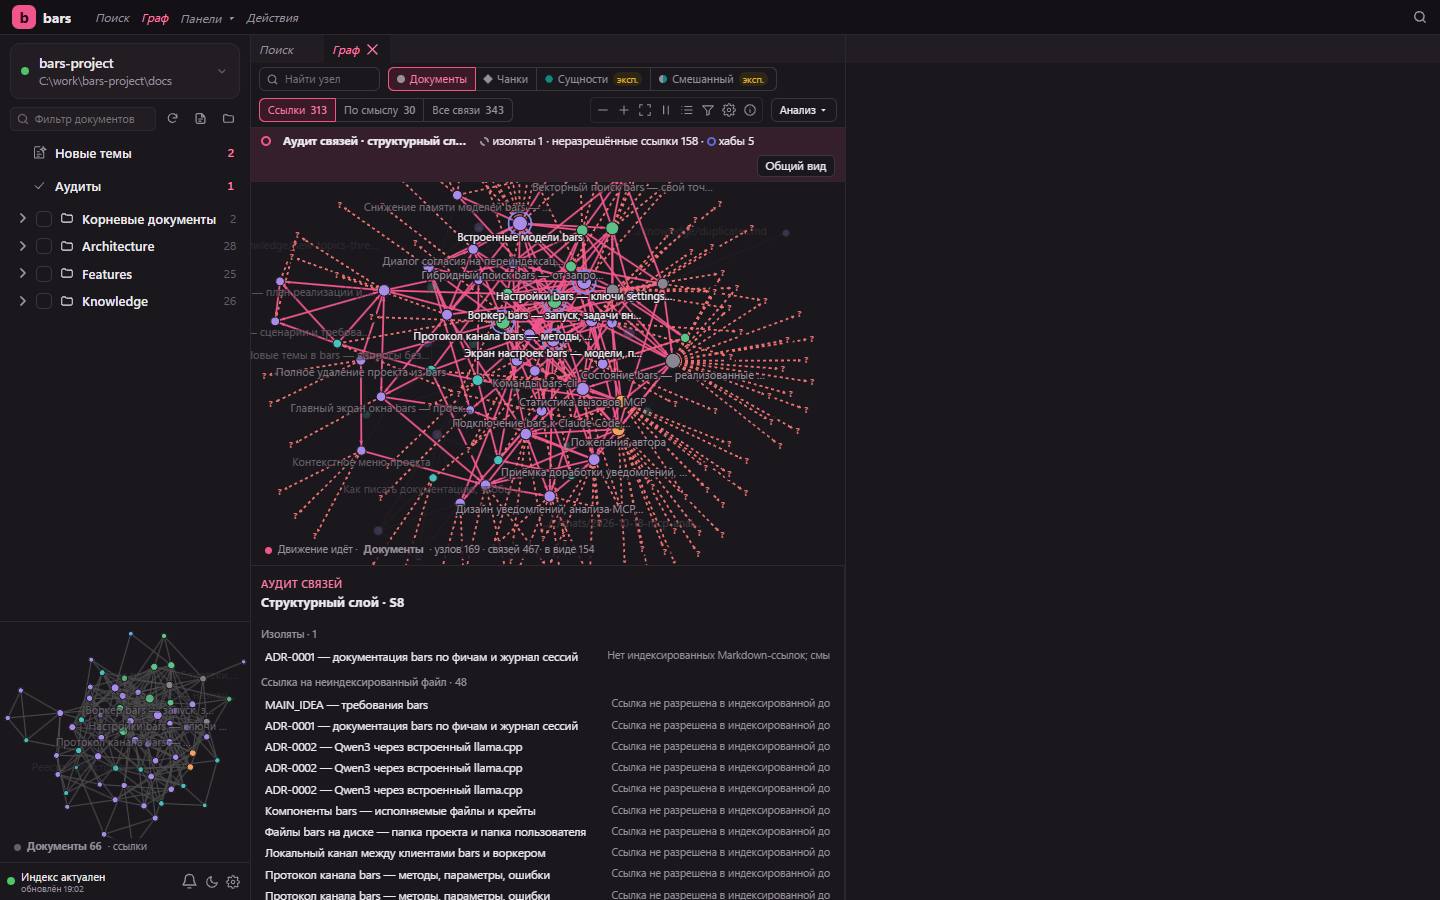 b bars Поиск Граф Панели Действия
bars-project
C:\work\bars-project\docs
Фильтр документов
Новые темы 2
Аудиты 1
Корневые документы 2
Architecture 28
Features 25
Knowledge 26
Документы 66 · ссылки
Индекс актуален
обновлён 19:02
Поиск Граф
Найти узел Документы Чанки Сущности эксп. Смешанный эксп.
Ссылки 313 По смыслу 30 Все связи 343 Анализ
Аудит связей · структурный сл... изоляты 1 · неразрешённые ссылки 158 · хабы 5
Общий вид
Векторный поиск bars — свой точ...
Снижение памяти моделей bars — ...
Встроенные модели bars
Диалог согласия на переиндексац...
Гибридный поиск bars — от запро...
— план реализации и...
Настройки bars — ключи settings...
Воркер bars — запуск, задачи вн...
— сценарии и требова...
Протокол канала bars — методы, ...
Экран настроек bars — модели, п...
Полное удаление проекта из bars
Состояние bars — реализованные ...
Команды bars-cli
Статистика вызовов MCP
Главный экран окна bars — проек...
Подключение bars к Claude Code...
Пожелания автора
Контекстное меню проекта
Приёмка доработки уведомлений, ...
Дизайн уведомлений, анализа MCP...
Движение идёт · Документы · узлов 169 · связей 467 · в виде 154
АУДИТ СВЯЗЕЙ
Структурный слой · S8
Изоляты · 1
ADR-0001 — документация bars по фичам и журнал сессий Нет индексированных Markdown-ссылок; смы
Ссылка на неиндексированный файл · 48
MAIN_IDEA — требования bars Ссылка не разрешена в индексированной до
ADR-0001 — документация bars по фичам и журнал сессий Ссылка не разрешена в индексированной до
ADR-0002 — Qwen3 через встроенный llama.cpp Ссылка не разрешена в индексированной до
ADR-0002 — Qwen3 через встроенный llama.cpp Ссылка не разрешена в индексированной до
ADR-0002 — Qwen3 через встроенный llama.cpp Ссылка не разрешена в индексированной до
Компоненты bars — исполняемые файлы и крейты Ссылка не разрешена в индексированной до
Файлы bars на диске — папка проекта и папка пользователя Ссылка не разрешена в индексированной до
Локальный канал между клиентами bars и воркером Ссылка не разрешена в индексированной до
Протокол канала bars — методы, параметры, ошибки Ссылка не разрешена в индексированной до
Протокол канала bars — методы, параметры, ошибки Ссылка не разрешена в индексированной до